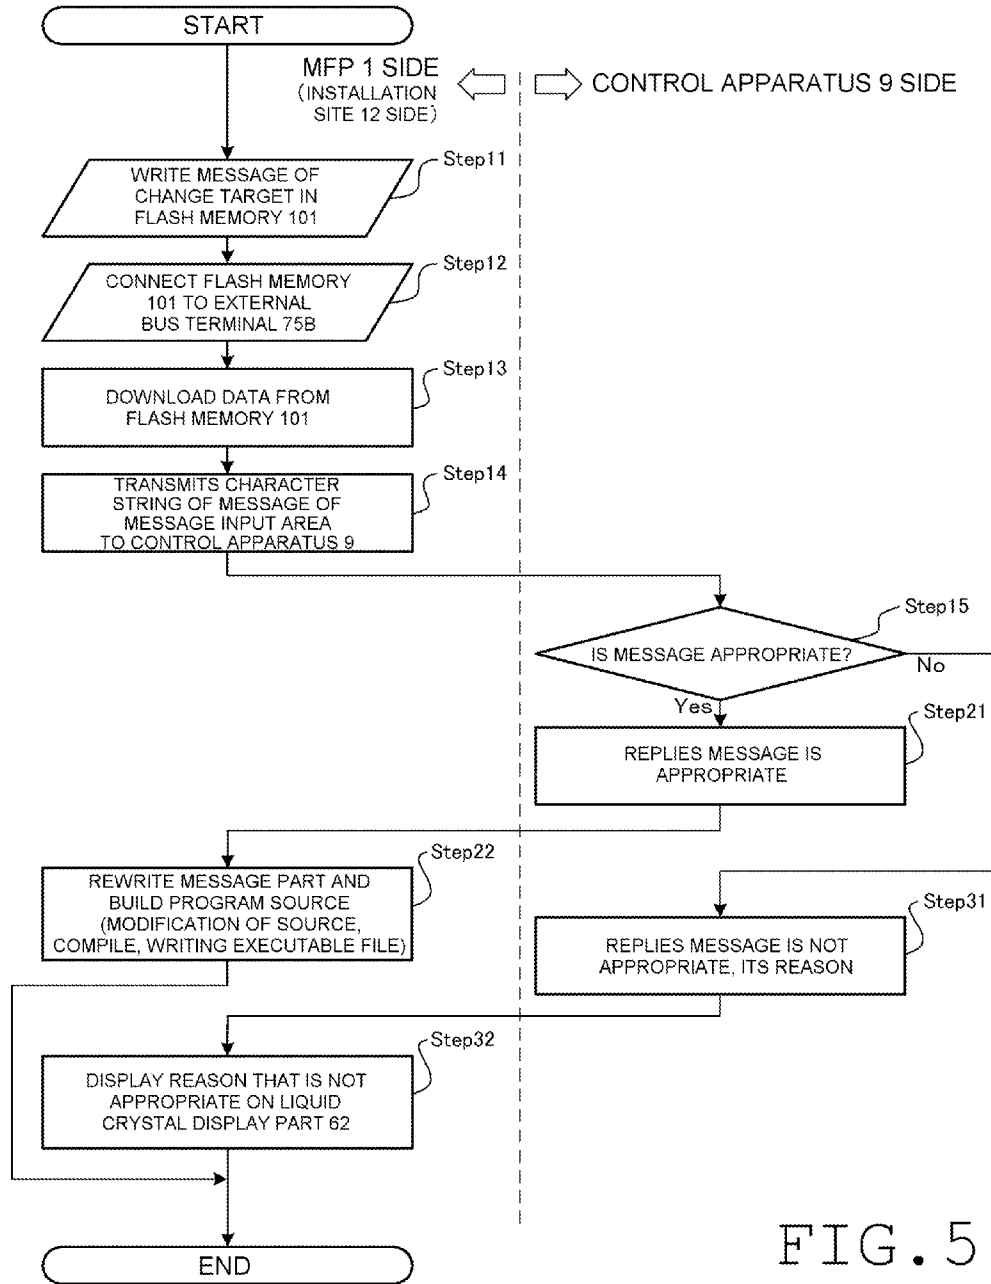 START
MFP 1 SIDE
(INSTALLATION
SITE 12 SIDE)
CONTROL APPARATUS 9 SIDE
Step11
WRITE MESSAGE OF
CHANGE TARGET IN
FLASH MEMORY 101
Step12
CONNECT FLASH MEMORY
101 TO EXTERNAL
BUS TERMINAL 75B
Step13
DOWNLOAD DATA FROM
FLASH MEMORY 101
Step14
TRANSMITS CHARACTER
STRING OF MESSAGE OF
MESSAGE INPUT AREA
TO CONTROL APPARATUS 9
Step15
IS MESSAGE APPROPRIATE?
No
Yes
Step21
REPLIES MESSAGE IS
APPROPRIATE
Step22
REWRITE MESSAGE PART AND
BUILD PROGRAM SOURCE
(MODIFICATION OF SOURCE,
COMPILE, WRITING EXECUTABLE FILE)
Step31
REPLIES MESSAGE IS NOT
APPROPRIATE, ITS REASON
Step32
DISPLAY REASON THAT IS NOT
APPROPRIATE ON LIQUID
CRYSTAL DISPLAY PART 62
END
FIG.5